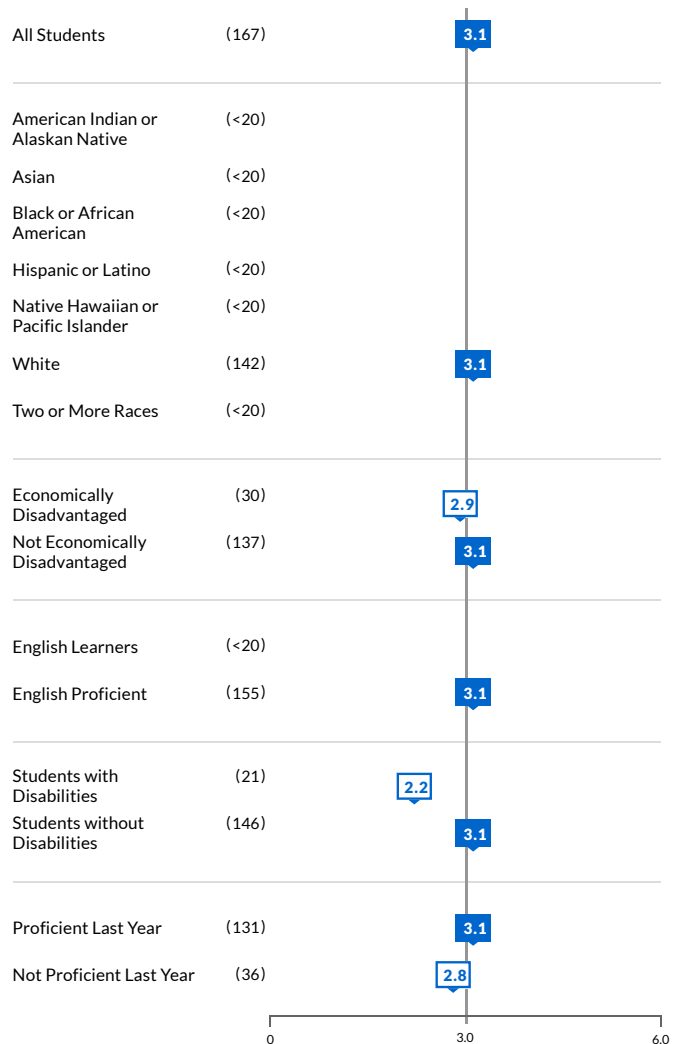 All Students (167) 3.1
American Indian or (<20)
Alaskan Native
Asian (<20)
Black or African (<20)
American
Hispanic or Latino (<20)
Native Hawaiian or (<20)
Pacific Islander
White (142) 3.1
Two or More Races (<20)
Economically (30) 2.9
Disadvantaged
Not Economically (137) 3.1
Disadvantaged
English Learners (<20)
English Proficient (155) 3.1
Students with (21) 2.2
Disabilities
Students without (146) 3.1
Disabilities
Proficient Last Year (131) 3.1
Not Proficient Last Year (36) 2.8
0 3.0 6.0